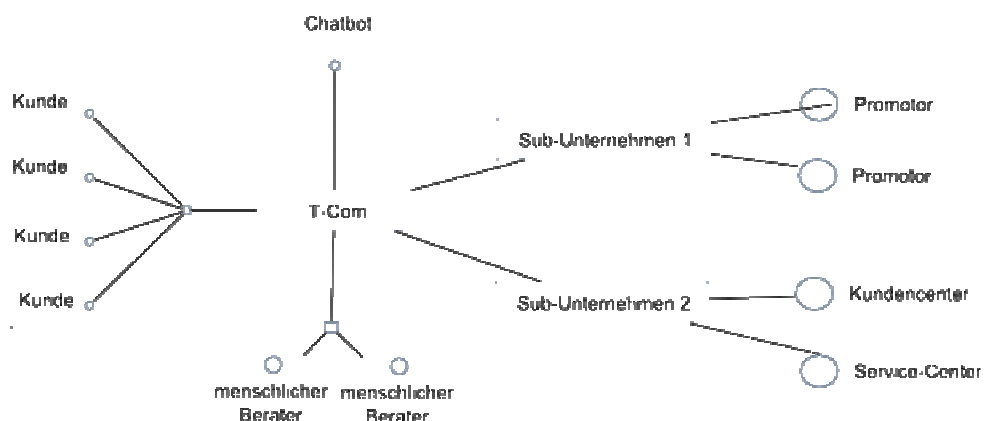 Chatbot
Kunde
Promotor
Sub-Unternehmen 1
Kunde
Promotor
T-Com
Kunde
Kundencenter
Kunde
Sub-Unternehmen 2
Service-Center
menschlicher
Berater
menschlicher
Berater